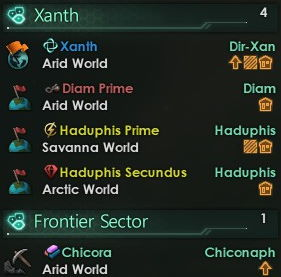 Xanth 4
Xanth Dir-Xan
Arid World
Diam Prime Diam
Arid World
Haduphis Prime Haduphis
Savanna World
Haduphis Secundus Haduphis
Arctic World
Frontier Sector 1
Chicora Chiconaph
Arid World